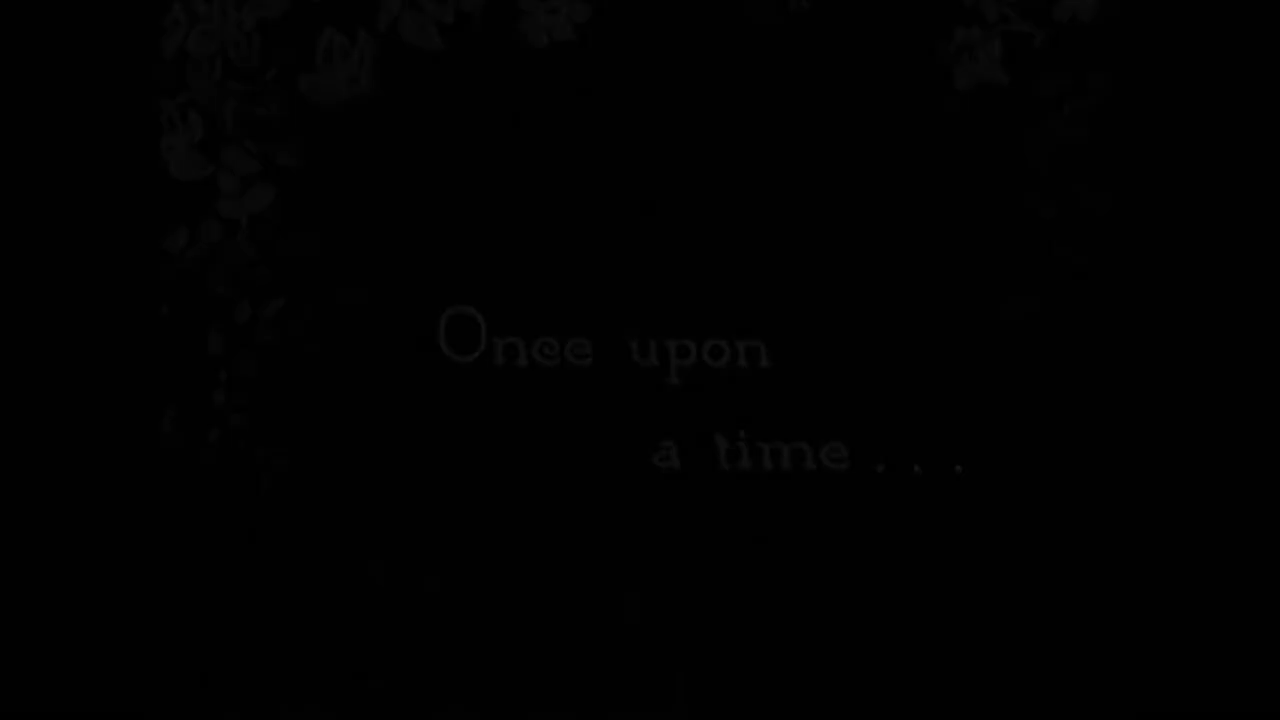 Once upon
a time . . .